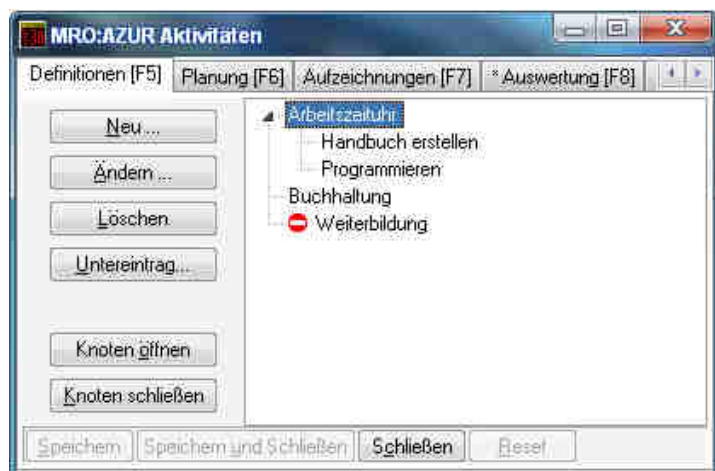 MRO:AZUR Aktivitäten
Definitionen [F5] Planung [F6] Aufzeichnungen [F7] * Auswertung [F8]
Neu ...
Ändern ...
Löschen
Untereintrag...
Knoten öffnen
Knoten schließen
Arbeitszeituhr
Handbuch erstellen
Programmieren
Buchhaltung
Weiterbildung
Speichern Speichern und Schließen Schließen Reset